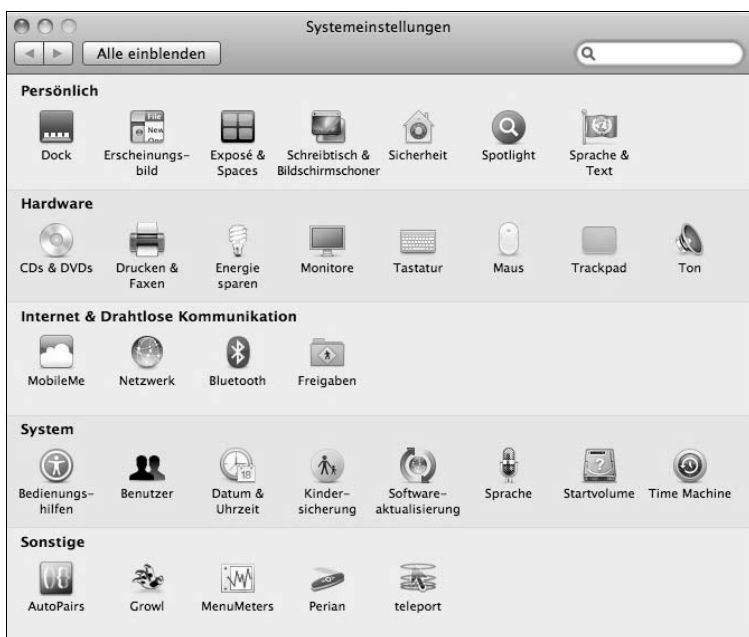 Systemeinstellungen
Alle einblenden
Persönlich
Dock
Erscheinungs-
bild
Exposé &
Spaces
Schreibtisch &
Bildschirmschoner
Sicherheit
Spotlight
Sprache &
Text
Hardware
CDs & DVDs
Drucken &
Faxen
Energie
sparen
Monitore
Tastatur
Maus
Trackpad
Ton
Internet & Drahtlose Kommunikation
MobileMe
Netzwerk
Bluetooth
Freigaben
System
Bedienungs-
hilfen
Benutzer
Datum &
Uhrzeit
Kinder-
sicherung
Software-
aktualisierung
Sprache
Startvolume
Time Machine
Sonstige
AutoPairs
Growl
MenuMeters
Perian
teleport